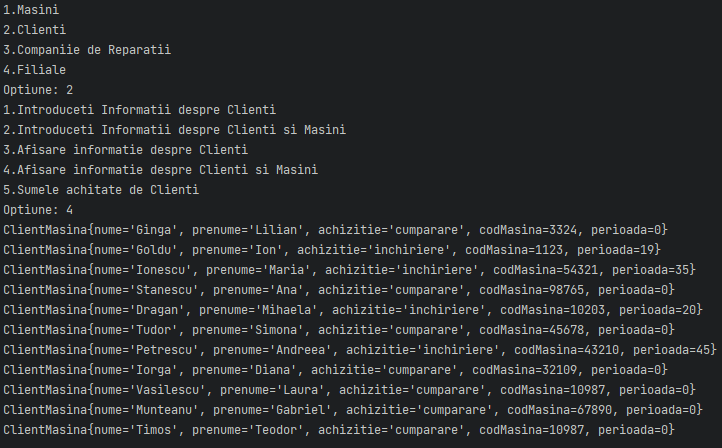 1.Masini
2.Clienti
3.Companiie de Reparatii
4.Filiale
Optiune: 2
1.Introduceti Informatii despre Clienti
2.Introduceti Informatii despre Clienti si Masini
3.Afisare informatie despre Clienti
4.Afisare informatie despre Clienti si Masini
5.Sumele achitate de Clienti
Optiune: 4
ClientMasina{nume='Ginga', prenume='Lilian', achizitie='cumparare', codMasina=3324, perioada=0}
ClientMasina{nume='Goldu', prenume='Ion', achizitie='inchiriere', codMasina=1123, perioada=19}
ClientMasina{nume='Ionescu', prenume='Maria', achizitie='inchiriere', codMasina=54321, perioada=35}
ClientMasina{nume='Stanescu', prenume='Ana', achizitie='cumparare', codMasina=98765, perioada=0}
ClientMasina{nume='Dragan', prenume='Mihaela', achizitie='inchiriere', codMasina=10203, perioada=20}
ClientMasina{nume='Tudor', prenume='Simona', achizitie='cumparare', codMasina=45678, perioada=0}
ClientMasina{nume='Petrescu', prenume='Andreea', achizitie='inchiriere', codMasina=43210, perioada=45}
ClientMasina{nume='Iorga', prenume='Diana', achizitie='cumparare', codMasina=32109, perioada=0}
ClientMasina{nume='Vasilescu', prenume='Laura', achizitie='cumparare', codMasina=10987, perioada=0}
ClientMasina{nume='Munteanu', prenume='Gabriel', achizitie='cumparare', codMasina=67890, perioada=0}
ClientMasina{nume='Timos', prenume='Teodor', achizitie='cumparare', codMasina=10987, perioada=0}